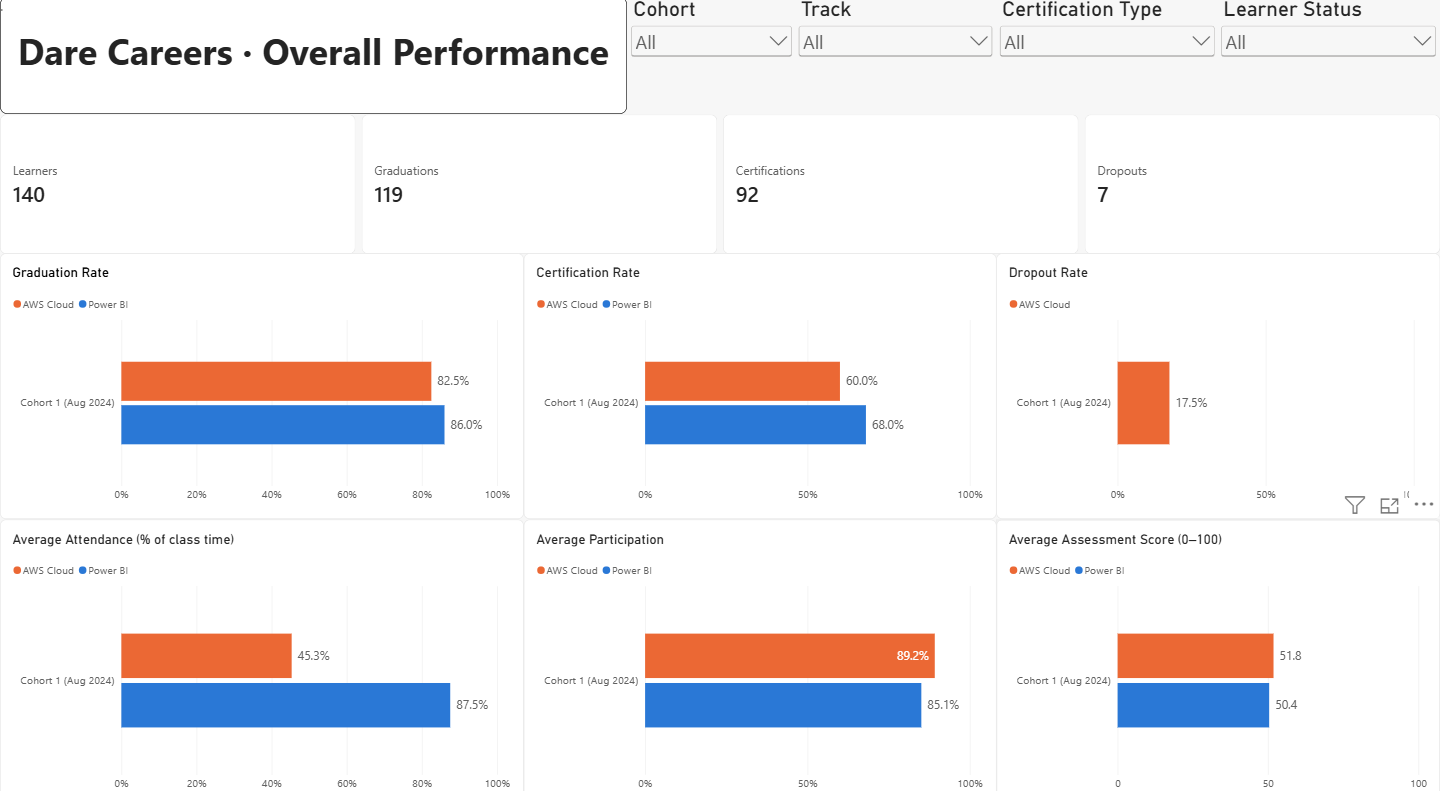 Dare Careers · Overall Performance
Cohort Track Certification Type Learner Status
All All All All
Learners Graduations Certifications Dropouts
140 119 92 7
Graduation Rate
AWS Cloud Power BI
82.5%
Cohort 1 (Aug 2024)
86.0%
0% 20% 40% 60% 80% 100%
Certification Rate
AWS Cloud Power BI
60.0%
Cohort 1 (Aug 2024)
68.0%
0% 50% 100%
Dropout Rate
AWS Cloud
Cohort 1 (Aug 2024) 17.5%
0% 50%
Average Attendance (% of class time)
AWS Cloud Power BI
45.3%
Cohort 1 (Aug 2024)
87.5%
0% 20% 40% 60% 80% 100%
Average Participation
AWS Cloud Power BI
89.2%
Cohort 1 (Aug 2024)
85.1%
0% 50% 100%
Average Assessment Score (0–100)
AWS Cloud Power BI
51.8
Cohort 1 (Aug 2024)
50.4
0 50 100